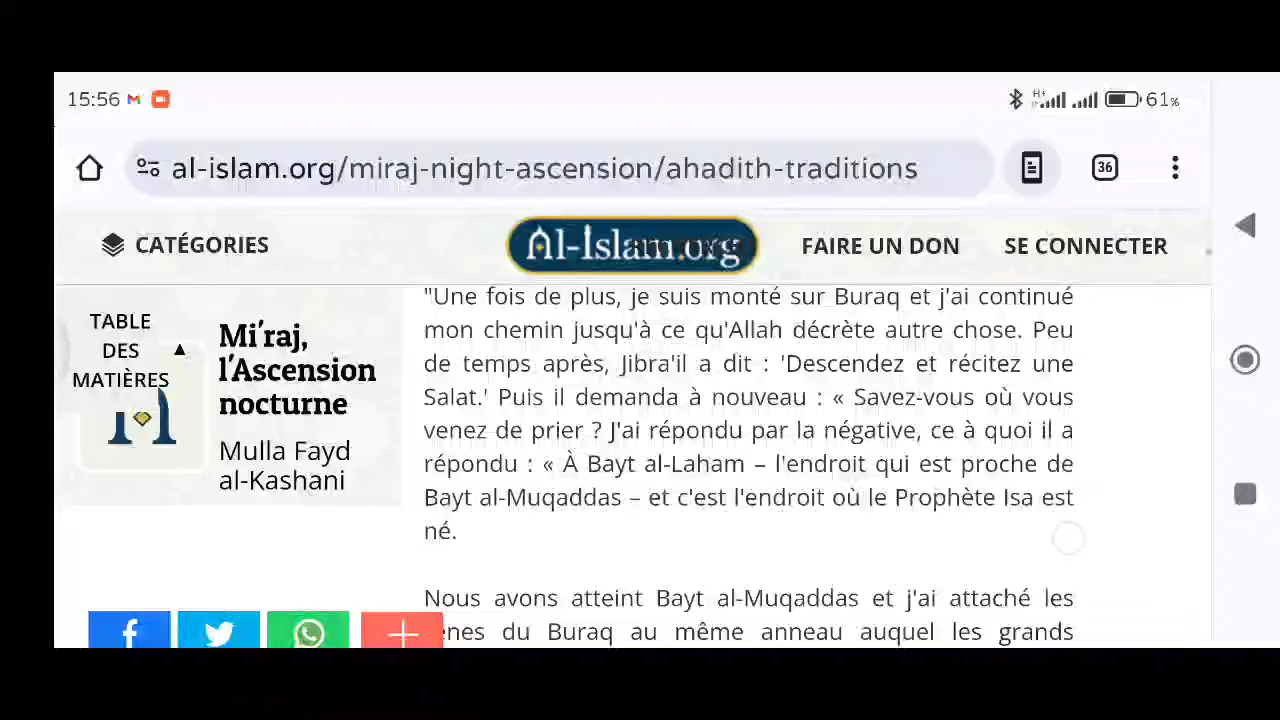 15:56
61%
al-islam.org/miraj-night-ascension/ahadith-traditions
36
CATÉGORIES
Al-Islam.org
FAIRE UN DON
SE CONNECTER
TABLE
DES
MATIÈRES
Mi'raj,
l'Ascension
nocturne
Mulla Fayd
al-Kashani
"Une fois de plus, je suis monté sur Buraq et j'ai continué
mon chemin jusqu'à ce qu'Allah décrète autre chose. Peu
de temps après, Jibra'il a dit : 'Descendez et récitez une
Salat.' Puis il demanda à nouveau : « Savez-vous où vous
venez de prier ? J'ai répondu par la négative, ce à quoi il a
répondu : « À Bayt al-Laham – l'endroit qui est proche de
Bayt al-Muqaddas – et c'est l'endroit où le Prophète Isa est
né.
Nous avons atteint Bayt al-Muqaddas et j'ai attaché les
ênes du Buraq au même anneau auquel les grands